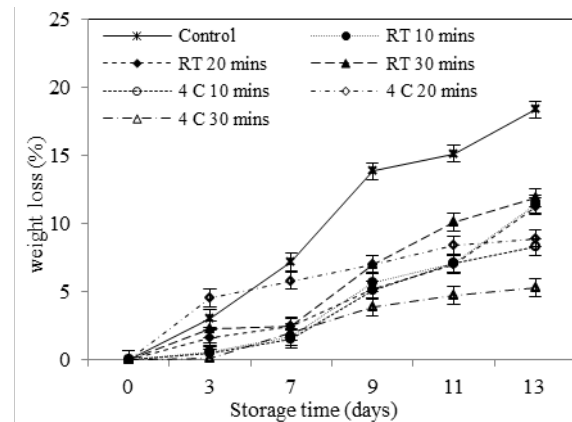 25
20
15
10
5
0
weight loss (%)
Control
RT 10 mins
RT 20 mins
RT 30 mins
4 C 10 mins
4 C 20 mins
4 C 30 mins
0 3 7 9 11 13
Storage time (days)